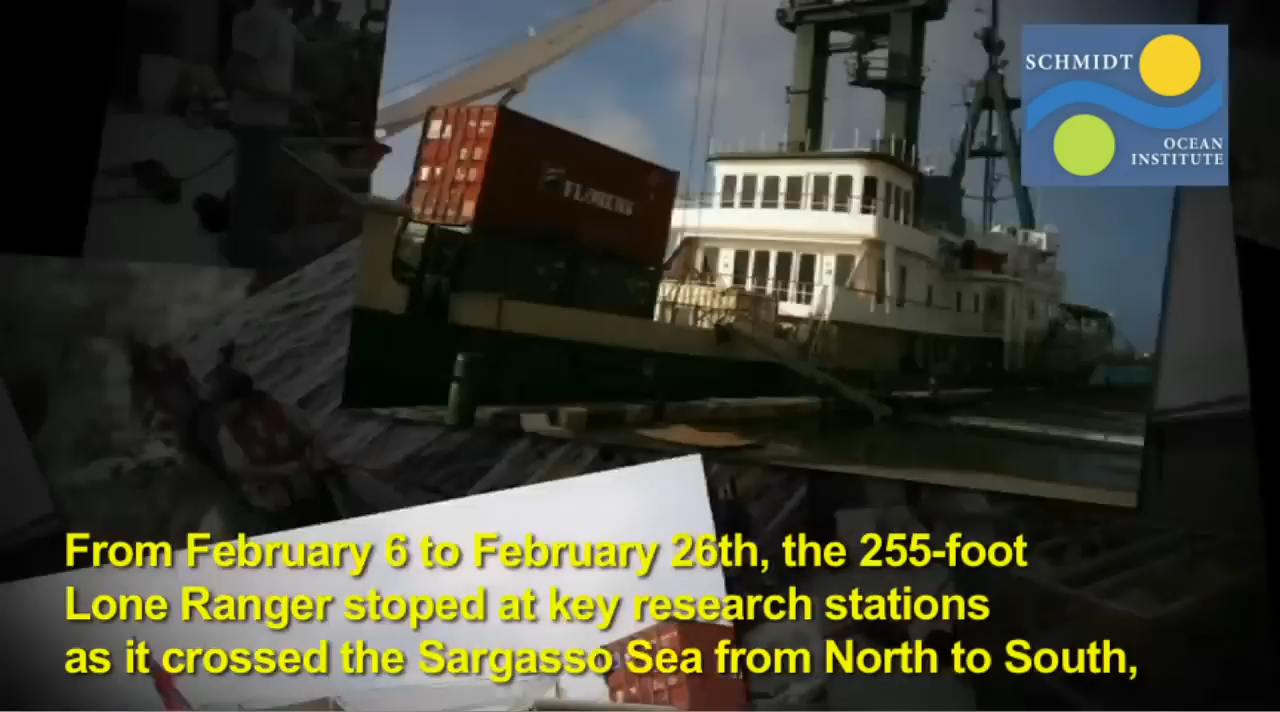 SCHMIDT
OCEAN
INSTITUTE
FLORENS
From February 6 to February 26th, the 255-foot
Lone Ranger stoped at key research stations
as it crossed the Sargasso Sea from North to South,